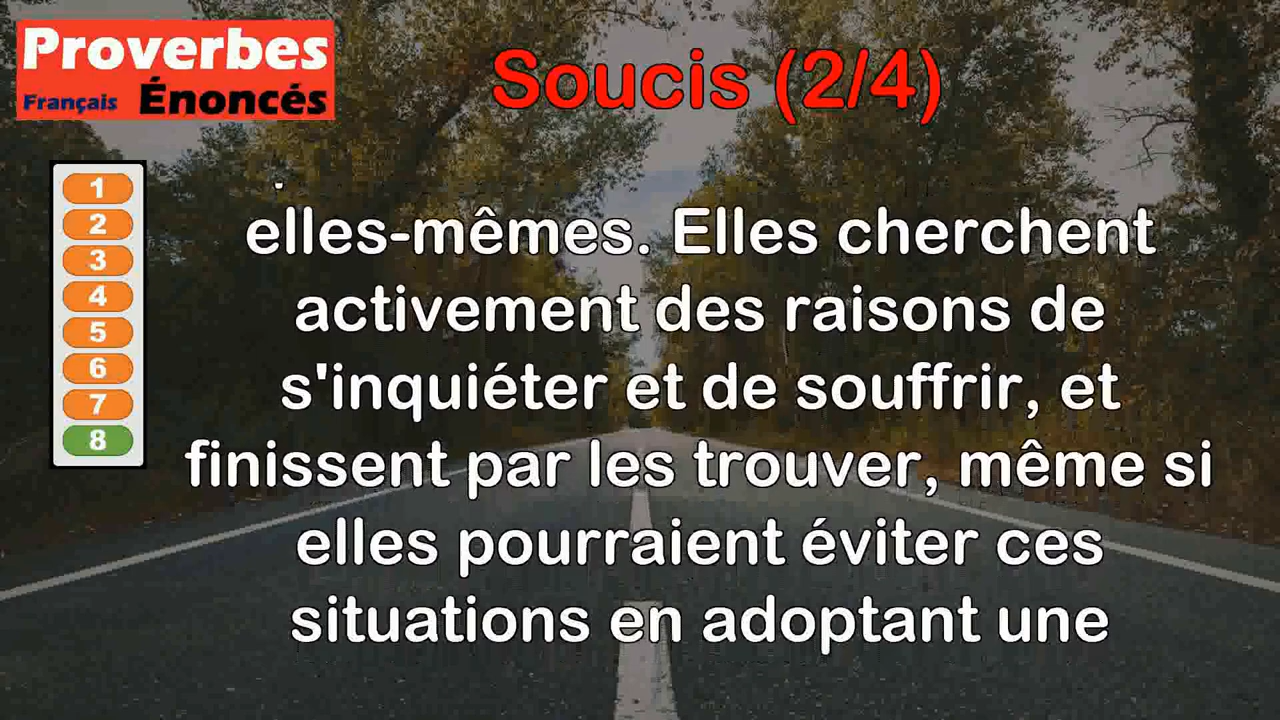 Proverbes
Français Énoncés
Soucis (2/4)
1
2
3
4
5
6
7
8
elles-mêmes. Elles cherchent
activement des raisons de
s'inquiéter et de souffrir, et
finissent par les trouver, même si
elles pourraient éviter ces
situations en adoptant une